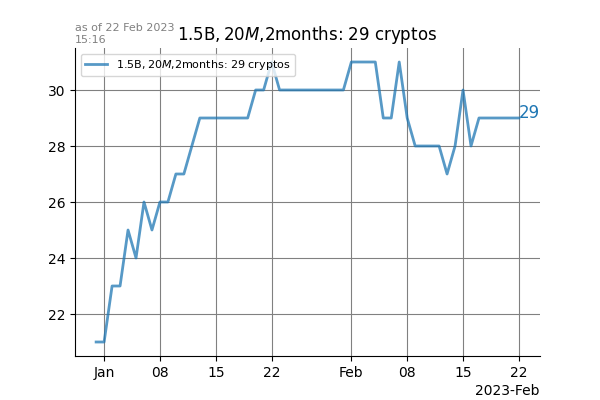 as of 22 Feb 2023
15:16
1.5B, 20M,2months: 29 cryptos
1.5B, 20M,2months: 29 cryptos
30
28
26
24
22
29
Jan 08 15 22 Feb 08 15 22
2023-Feb